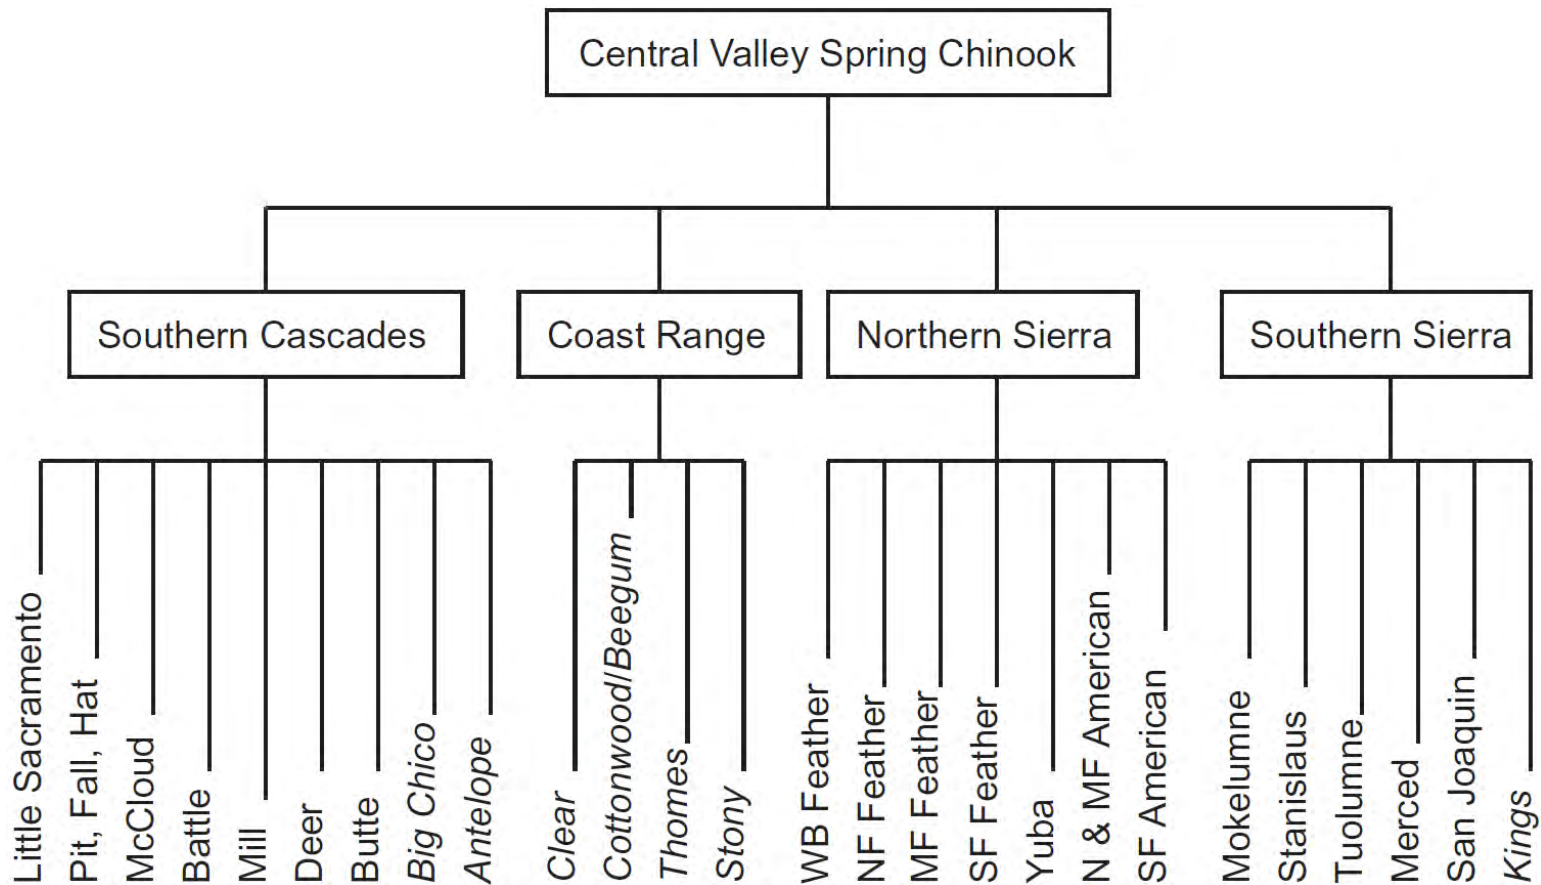 Central Valley Spring Chinook
Southern Cascades
Coast Range
Northern Sierra
Southern Sierra
Little Sacramento
Pit, Fall, Hat
McCloud
Battle
Mill
Deer
Butte
Big Chico
Antelope
Clear
Cottonwood/Beegum
Thomes
Stony
WB Feather
NF Feather
MF Feather
SF Feather
Yuba
N & MF American
SF American
Mokelumne
Stanislaus
Tuolumne
Merced
San Joaquin
Kings